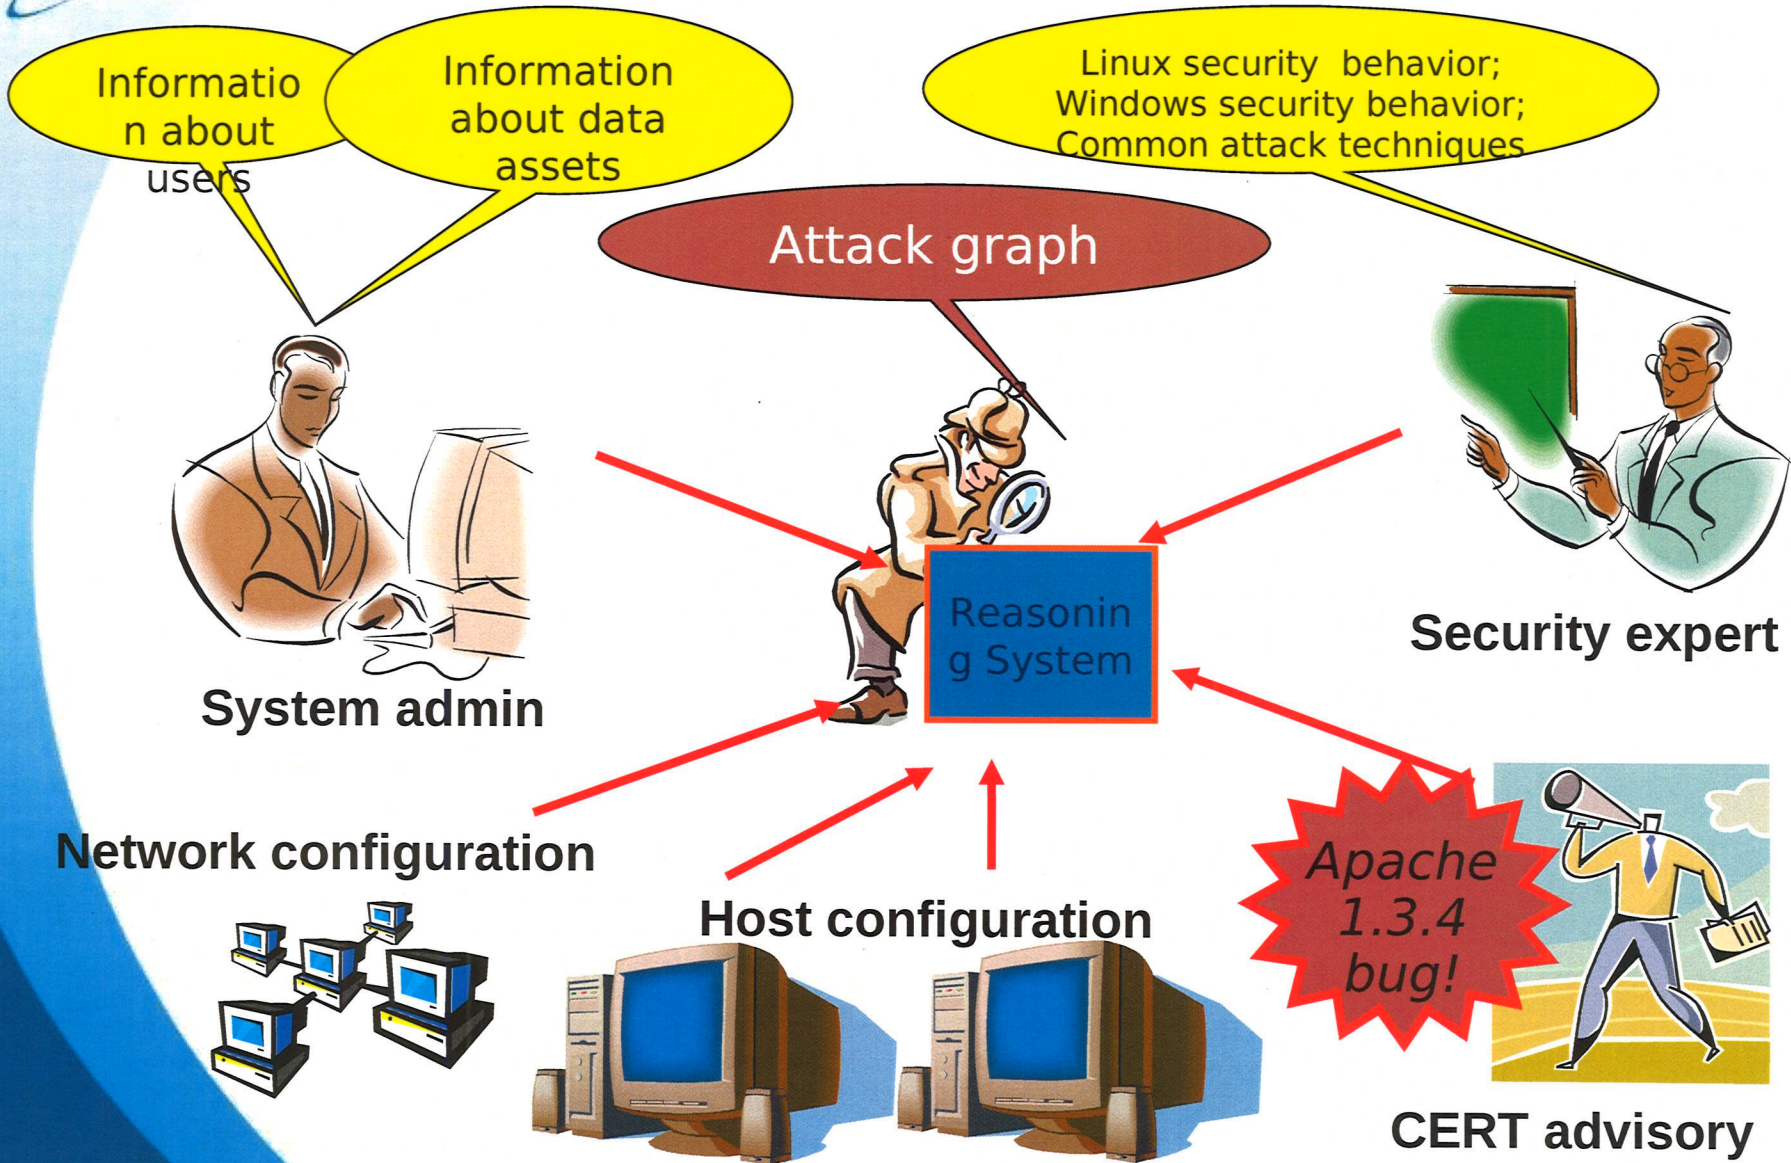 Informatio
n about
users
Information
about data
assets
Linux security behavior;
Windows security behavior;
Common attack techniques
Attack graph
Reasonin
g System
Security expert
System admin
Network configuration
Host configuration
Apache
1.3.4
bug!
CERT advisory